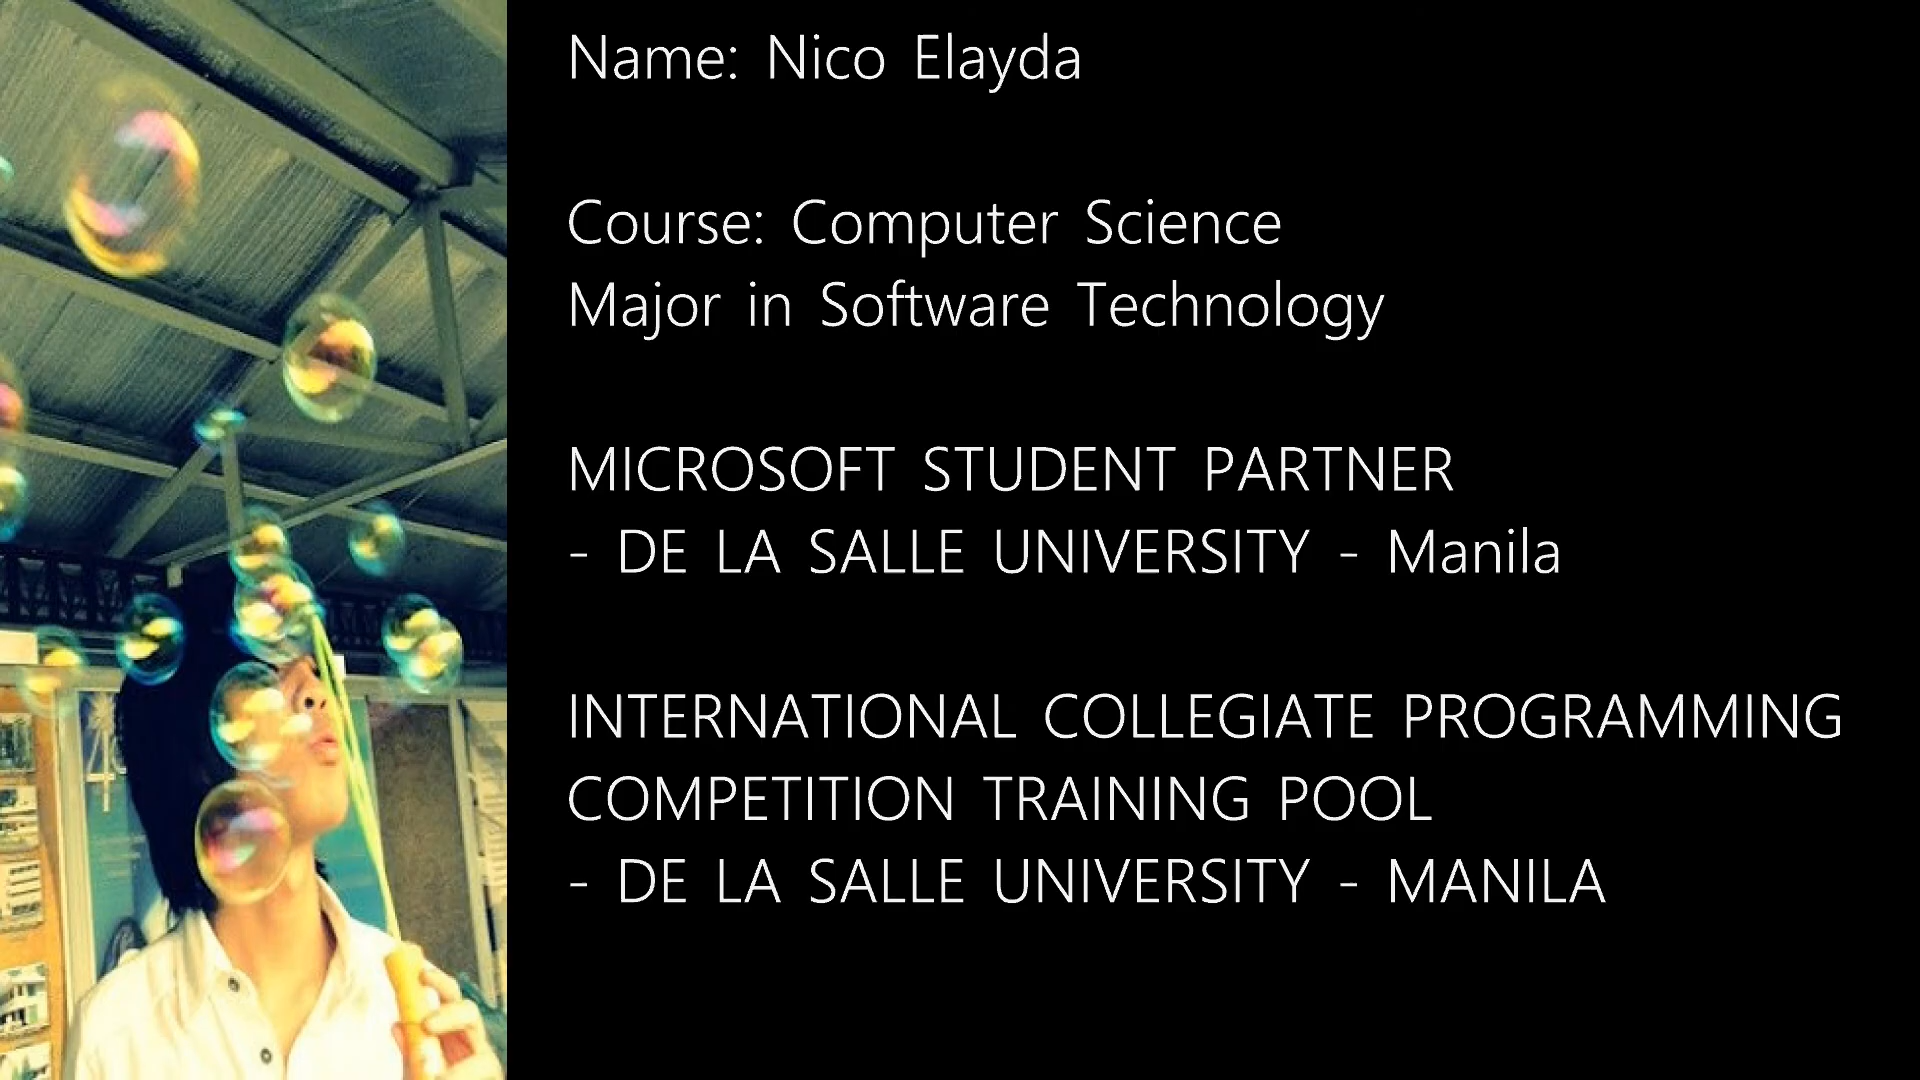 Name: Nico Elayda
Course: Computer Science
Major in Software Technology
MICROSOFT STUDENT PARTNER
- DE LA SALLE UNIVERSITY - Manila
INTERNATIONAL COLLEGIATE PROGRAMMING
COMPETITION TRAINING POOL
- DE LA SALLE UNIVERSITY - MANILA